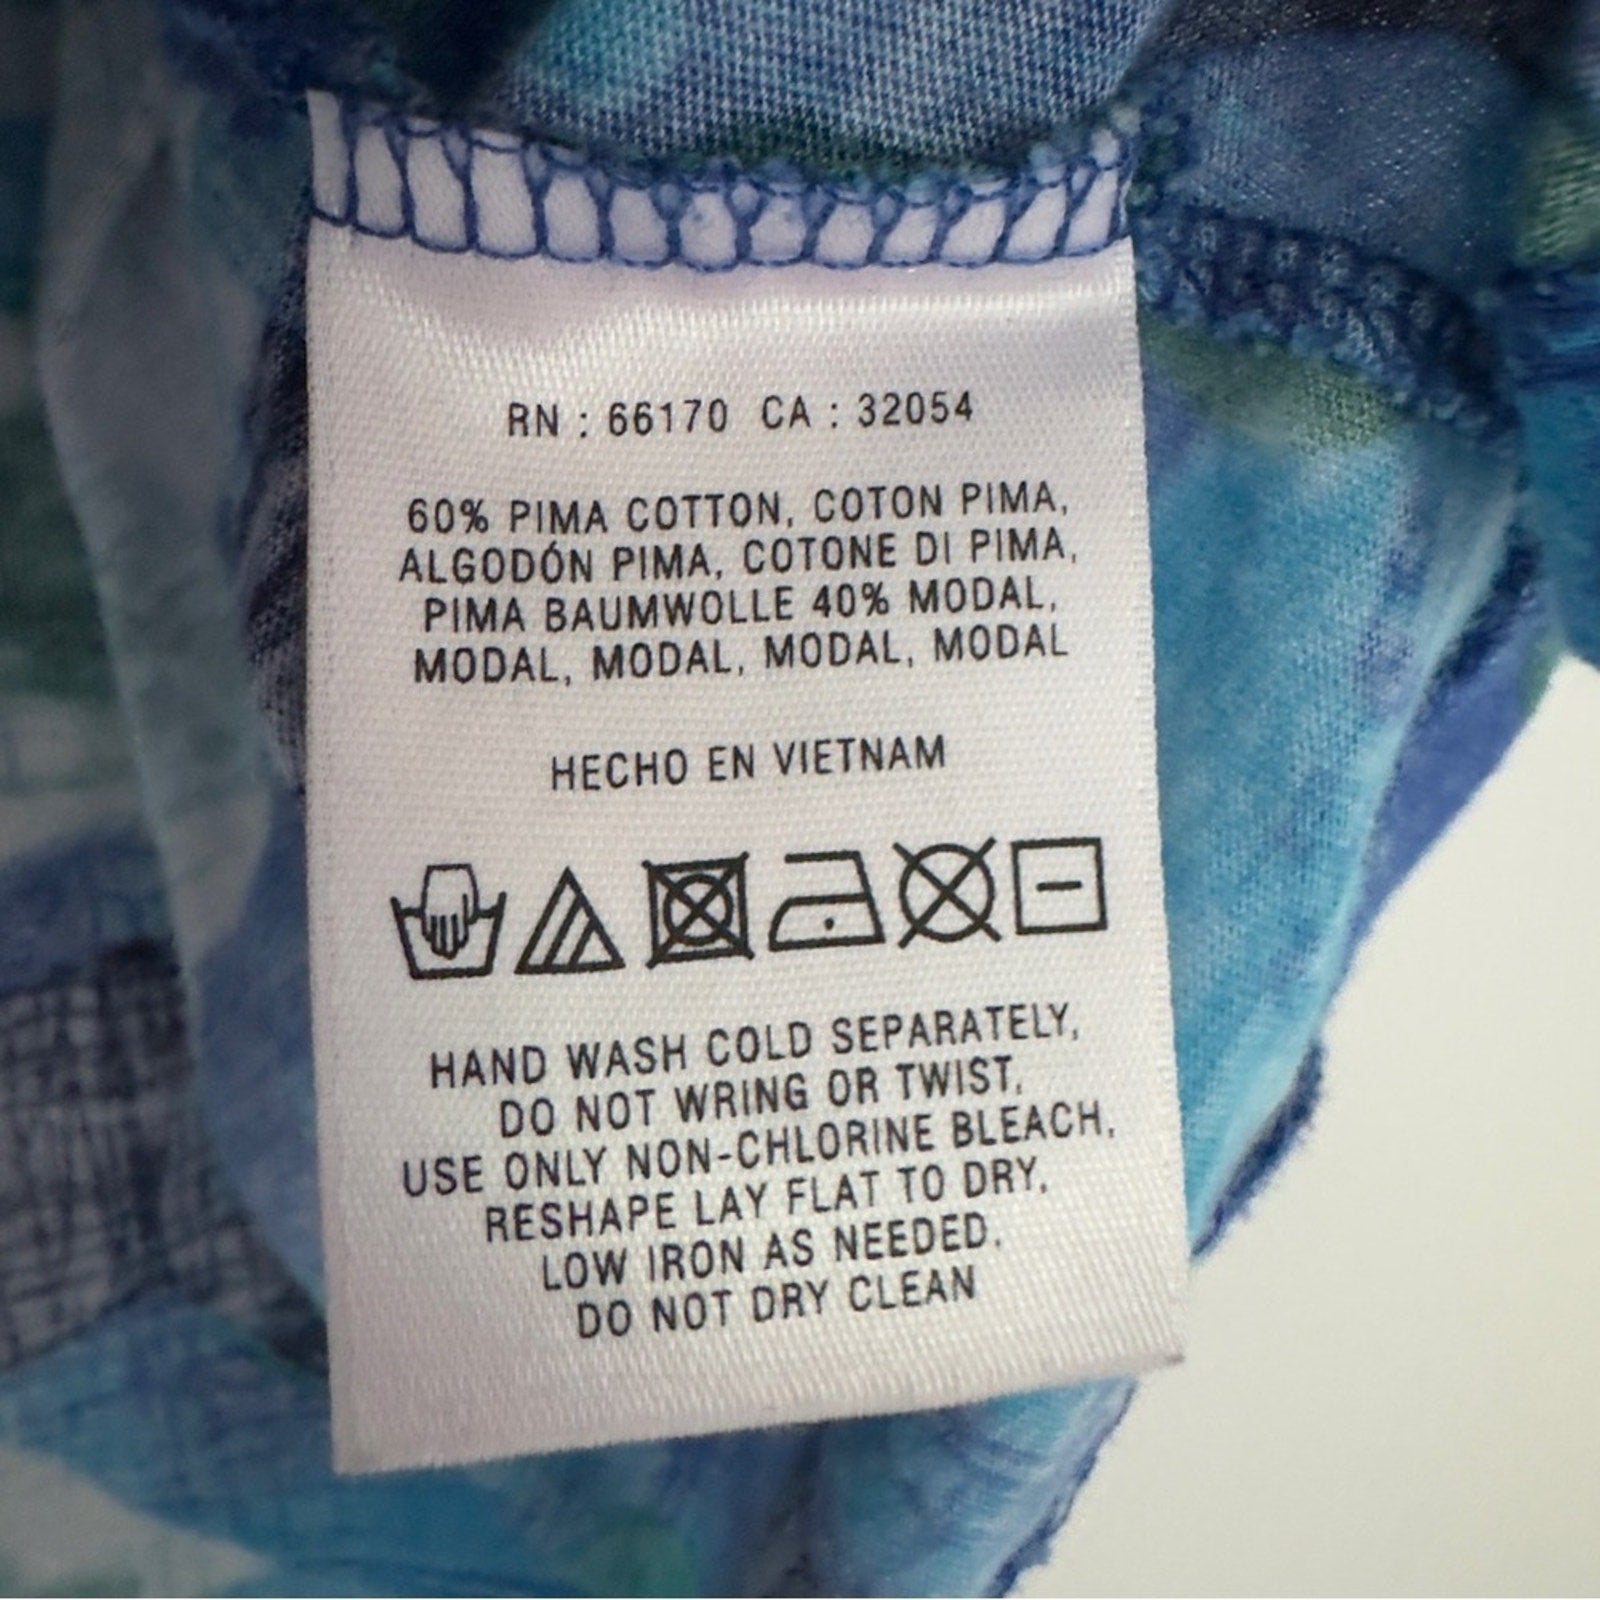 RN : 66170 CA : 32054
60% PIMA COTTON, COTON PIMA,
ALGODÓN PIMA, COTONE DI PIMA,
PIMA BAUMWOLLE 40% MODAL,
MODAL, MODAL, MODAL, MODAL
HECHO EN VIETNAM
HAND WASH COLD SEPARATELY,
DO NOT WRING OR TWIST.
USE ONLY NON-CHLORINE BLEACH.
RESHAPE LAY FLAT TO DRY.
LOW IRON AS NEEDED.
DO NOT DRY CLEAN